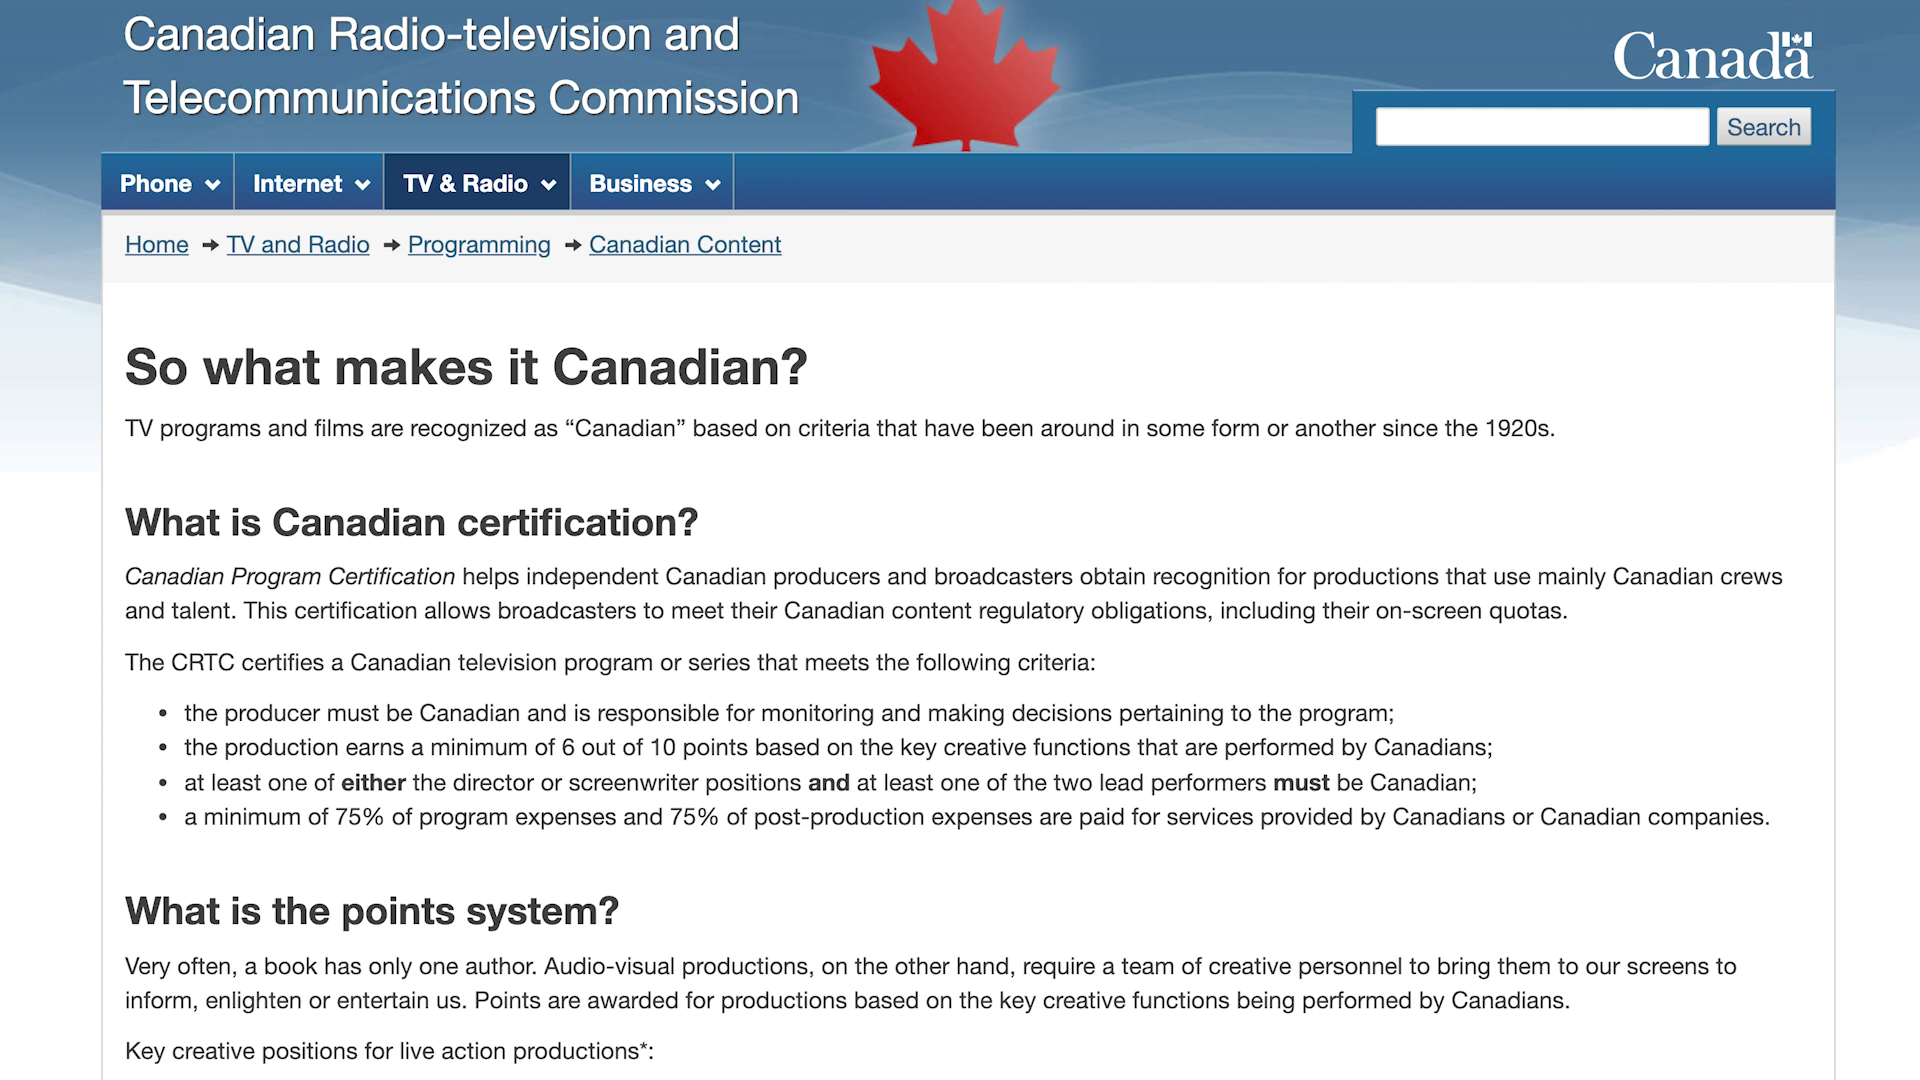 Canadian Radio-television and
Telecommunications Commission
Canada
Search
Phone
Internet
TV & Radio
Business
Home → TV and Radio → Programming → Canadian Content
So what makes it Canadian?
TV programs and films are recognized as “Canadian” based on criteria that have been around in some form or another since the 1920s.
What is Canadian certification?
Canadian Program Certification helps independent Canadian producers and broadcasters obtain recognition for productions that use mainly Canadian crews
and talent. This certification allows broadcasters to meet their Canadian content regulatory obligations, including their on-screen quotas.
The CRTC certifies a Canadian television program or series that meets the following criteria:
• the producer must be Canadian and is responsible for monitoring and making decisions pertaining to the program;
• the production earns a minimum of 6 out of 10 points based on the key creative functions that are performed by Canadians;
• at least one of either the director or screenwriter positions and at least one of the two lead performers must be Canadian;
• a minimum of 75% of program expenses and 75% of post-production expenses are paid for services provided by Canadians or Canadian companies.
What is the points system?
Very often, a book has only one author. Audio-visual productions, on the other hand, require a team of creative personnel to bring them to our screens to
inform, enlighten or entertain us. Points are awarded for productions based on the key creative functions being performed by Canadians.
Key creative positions for live action productions*: